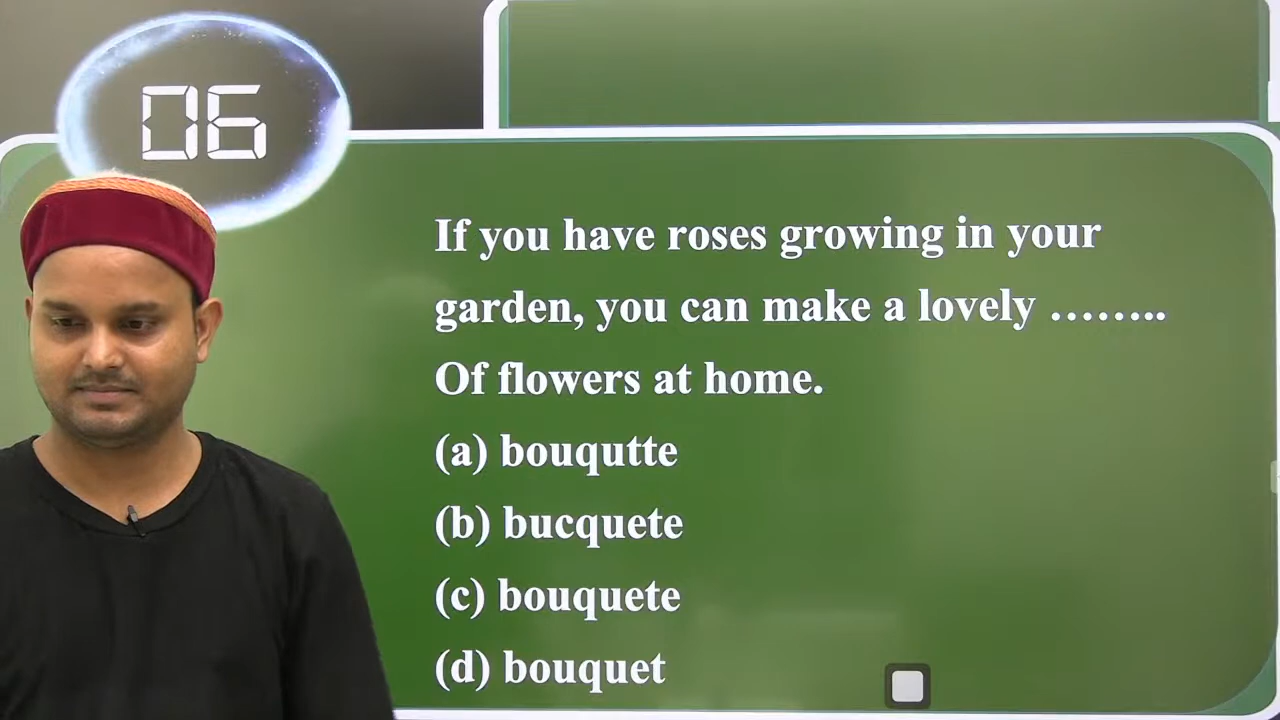 06
If you have roses growing in your
garden, you can make a lovely ……..
Of flowers at home.
(a) bouqutte
(b) bucquete
(c) bouquete
(d) bouquet